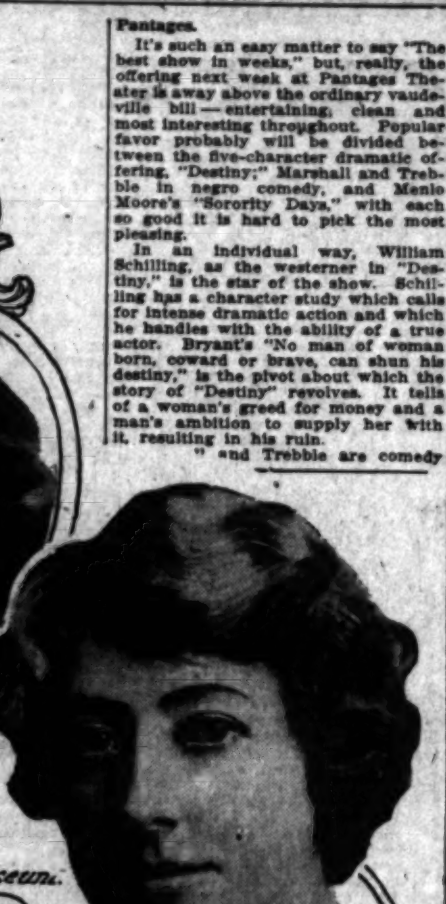 Pantages.
It's such an easy matter to say "The
best show in weeks," but, really, the
offering next week at Pantages The-
ater is away above the ordinary vaude-
ville bill — entertaining, clean and
most interesting throughout. Popular
favor probably will be divided be-
tween the five-character dramatic of-
fering, "Destiny;" Marshall and Treb-
ble in negro comedy, and Menlo
Moore's "Sorority Days," with each
so good it is hard to pick the most
pleasing.
In an individual way, William
Schilling, as the westerner in "Des-
tiny," is the star of the show. Schil-
ling has a character study which calls
for intense dramatic action and which
he handles with the ability of a true
actor. Bryant's "No man of woman
born, coward or brave, can shun his
destiny," is the pivot about which the
story of "Destiny" revolves. It tells
of a woman's greed for money and a
man's ambition to supply her with
it, resulting in his ruin.
" and Trebble are comedy